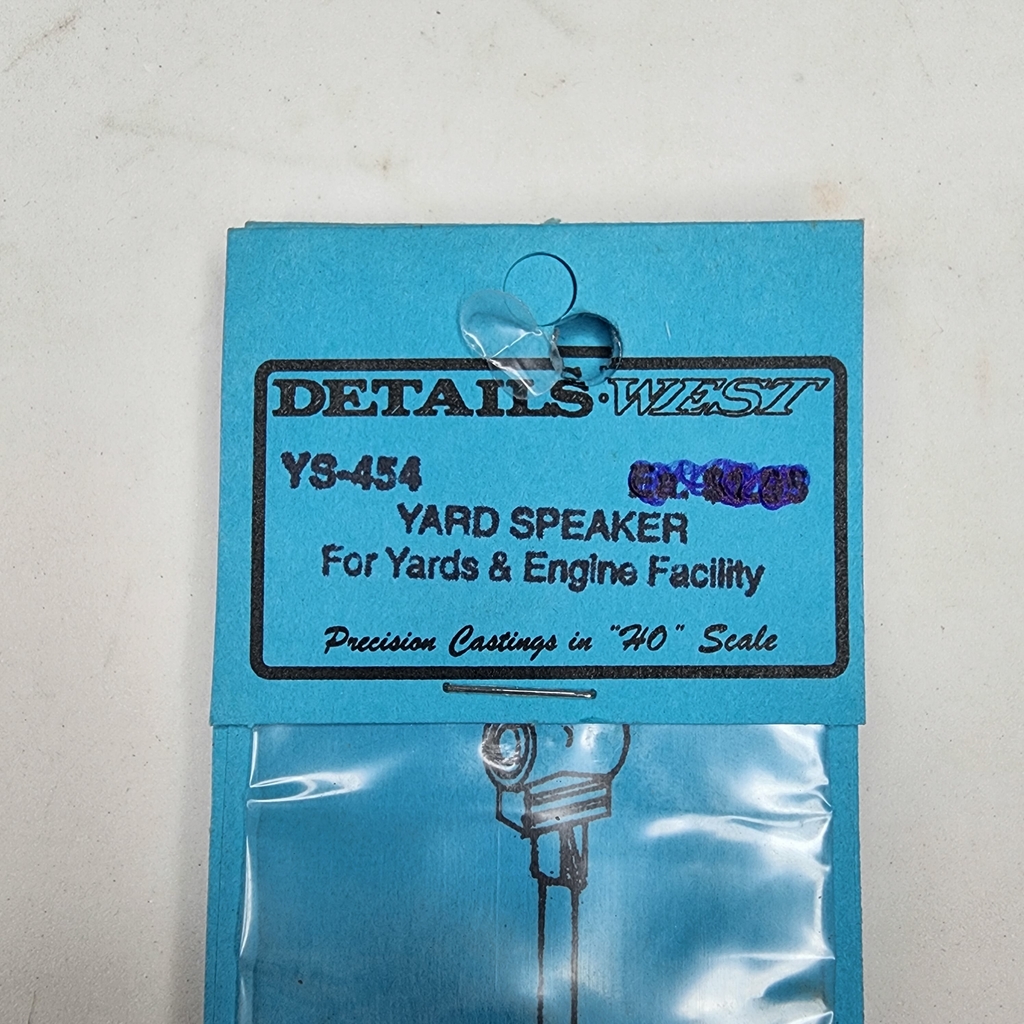 DETAILS·WEST
YS-454
YARD SPEAKER
For Yards & Engine Facility
Precision Castings in "HO" Scale